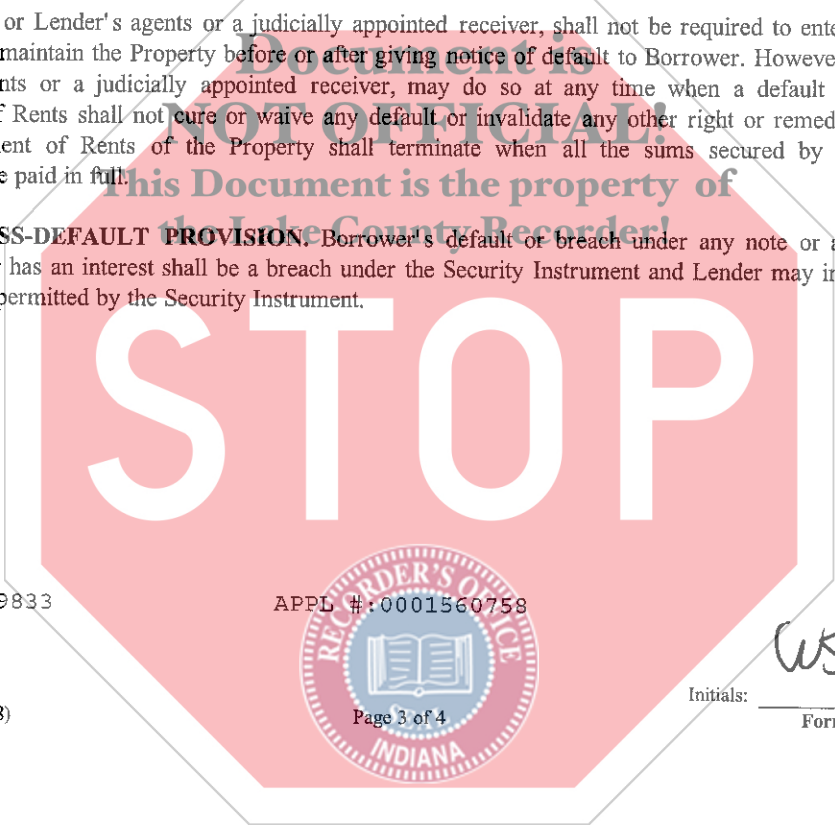 or Lender's agents or a judicially appointed receiver, shall not be required to ente
maintain the Property before or after giving notice of default to Borrower. Howeve
nts or a judicially appointed receiver, may do so at any time when a default
f Rents shall not cure or waive any default or invalidate any other right or remed
ent of Rents of the Property shall terminate when all the sums secured by
e paid in full.
Document is
NOT OFFICIAL!
This Document is the property of
the Lake County Recorder!
SS-DEFAULT PROVISION. Borrower's default or breach under any note or a
has an interest shall be a breach under the Security Instrument and Lender may in
permitted by the Security Instrument.
STOP
9833
APPL #:0001560758
RECORDER'S OFFICE
SEAL
INDIANA
Initials:
WS
3)
Page 3 of 4
For